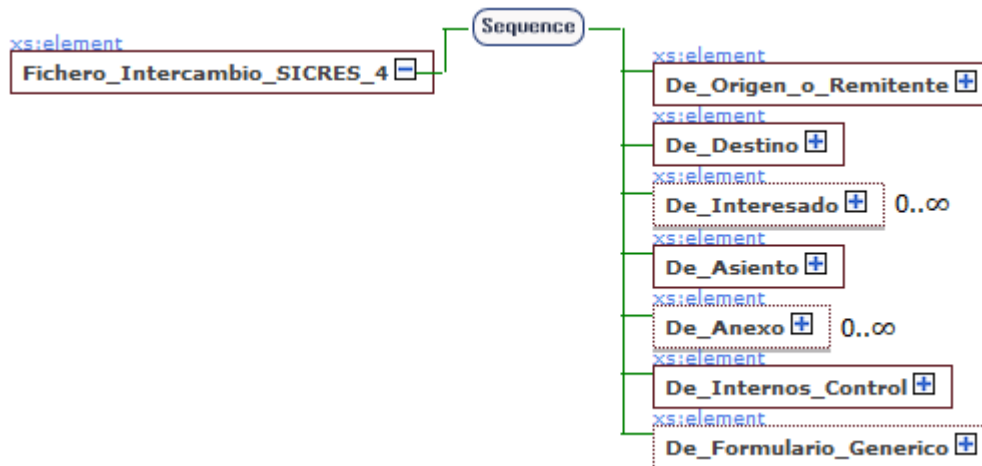 Sequence
xs:element
Fichero_Intercambio_SICRES_4
xs:element
De_Origen_o_Remitente
xs:element
De_Destino
xs:element
De_Interesado 0..∞
xs:element
De_Asiento
xs:element
De_Anexo 0..∞
xs:element
De_Internos_Control
xs:element
De_Formulario_Generico